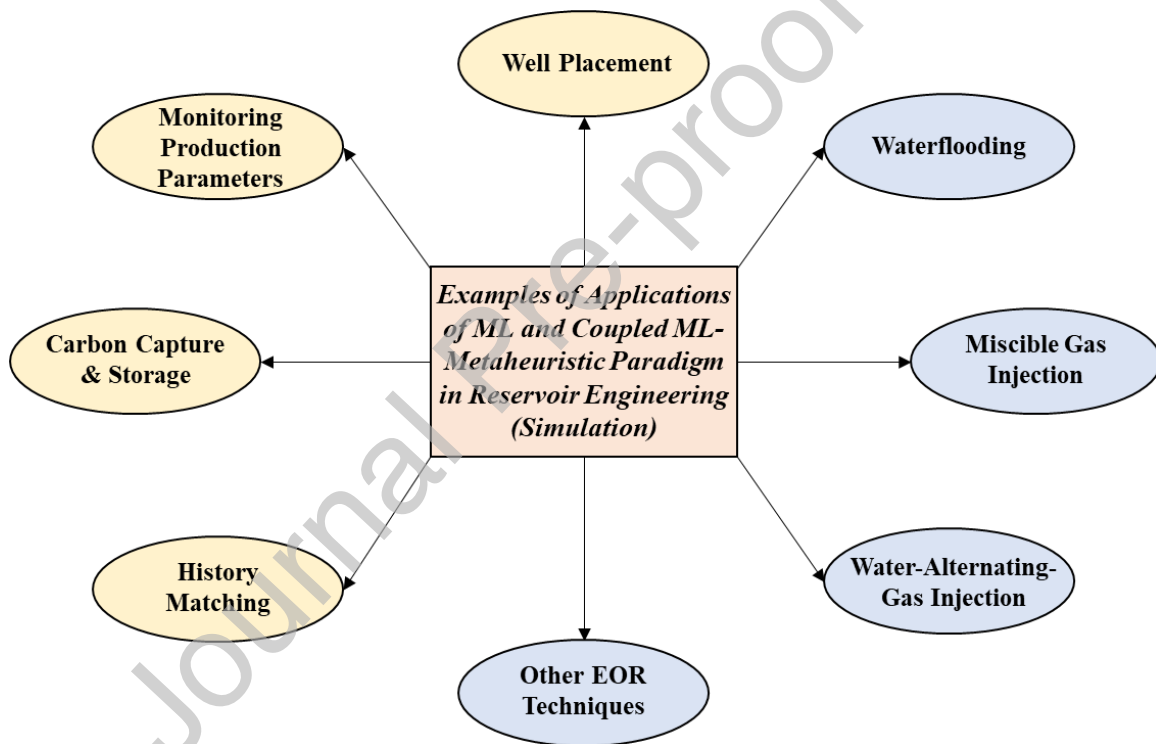 Well Placement
Monitoring
Production
Parameters
Waterflooding
Examples of Applications
of ML and Coupled ML-
Metaheuristic Paradigm
in Reservoir Engineering
(Simulation)
Carbon Capture
& Storage
Miscible Gas
Injection
History
Matching
Water-Alternating-
Gas Injection
Other EOR
Techniques
Journal Pre-proof